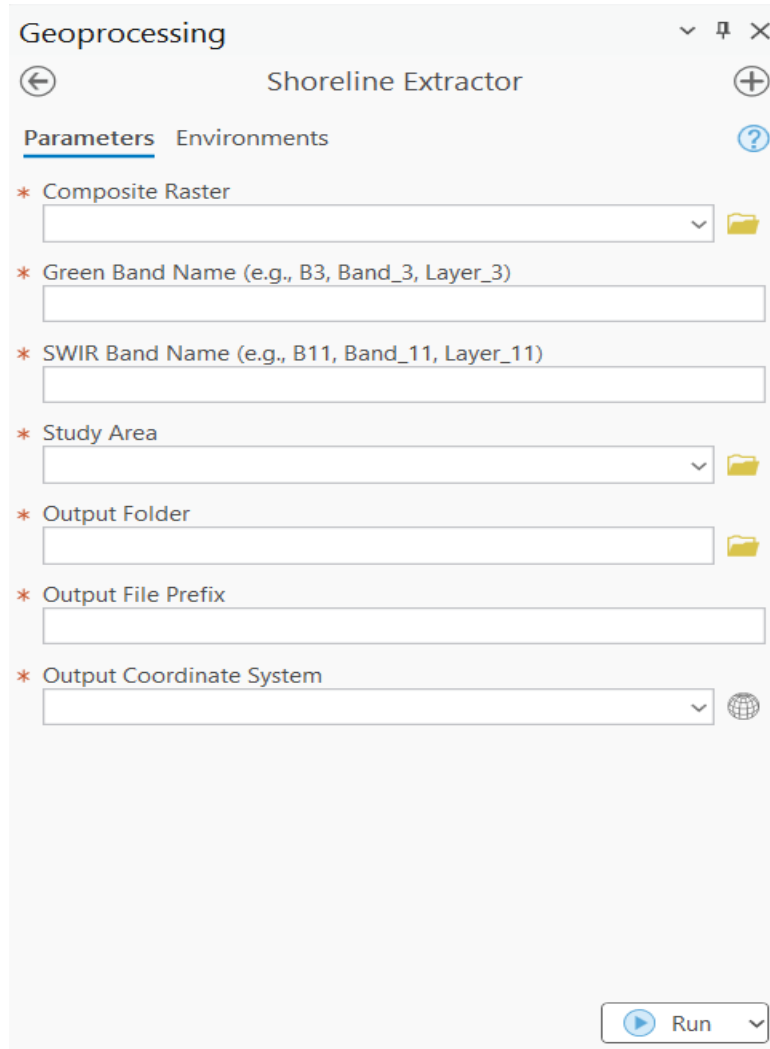 Geoprocessing
Shoreline Extractor
Parameters Environments
* Composite Raster
* Green Band Name (e.g., B3, Band_3, Layer_3)
* SWIR Band Name (e.g., B11, Band_11, Layer_11)
* Study Area
* Output Folder
* Output File Prefix
* Output Coordinate System
Run